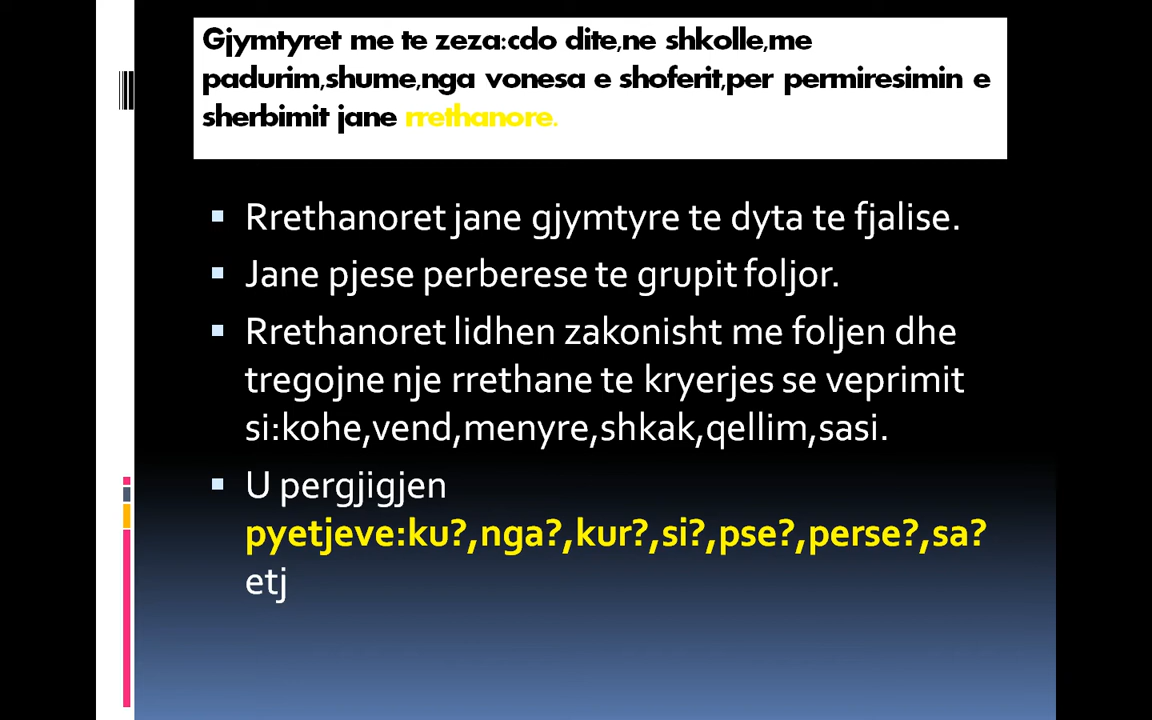 Gjymtyret me te zeza:cdo dite,ne shkolle,me
padurim,shume,nga vonesa e shoferit,per permiresimin e
sherbimit jane rrethanore.
Rrethanoret jane gjymtyre te dyta te fjalise.
Jane pjese perberese te grupit foljor.
Rrethanoret lidhen zakonisht me foljen dhe
tregojne nje rrethane te kryerjes se veprimit
si:kohe,vend,menyre,shkak,qellim,sasi.
U pergjigjen
pyetjeve:ku?,nga?,kur?,si?,pse?,perse?,sa?
etj